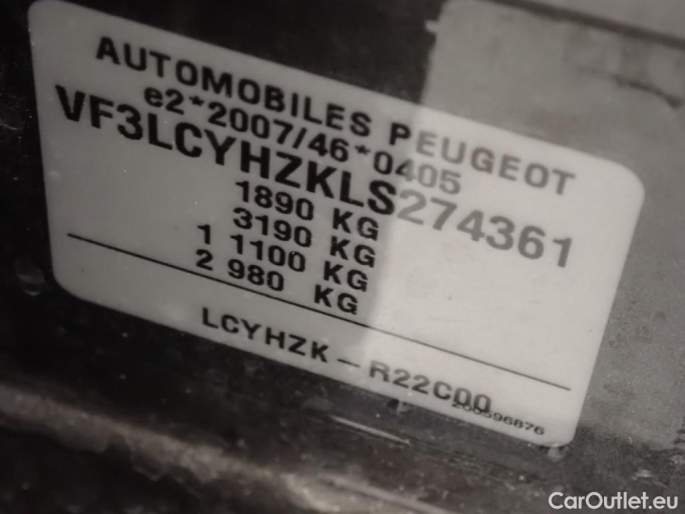 AUTOMOBILES PEUGEOT
e2*2007/46*0405
VF3LCYHZKLS274361
1890 KG
3190 KG
1 1100 KG
2 980 KG
LCYHZK – R22C00
200596876
CarOutlet.eu